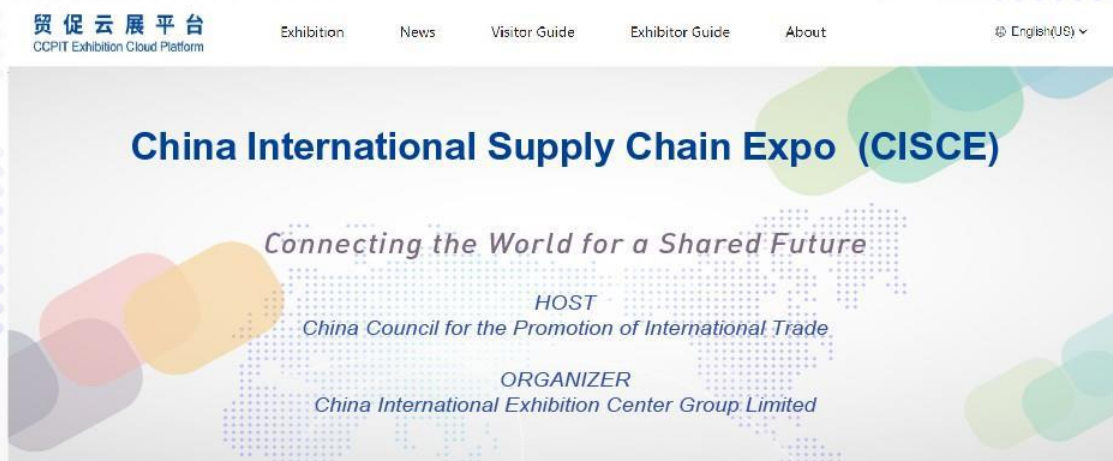 贸促云展平台
CCPIT Exhibition Cloud Platform
Exhibition News Visitor Guide Exhibitor Guide About English(US)
China International Supply Chain Expo (CISCE)
Connecting the World for a Shared Future
HOST
China Council for the Promotion of International Trade
ORGANIZER
China International Exhibition Center Group Limited